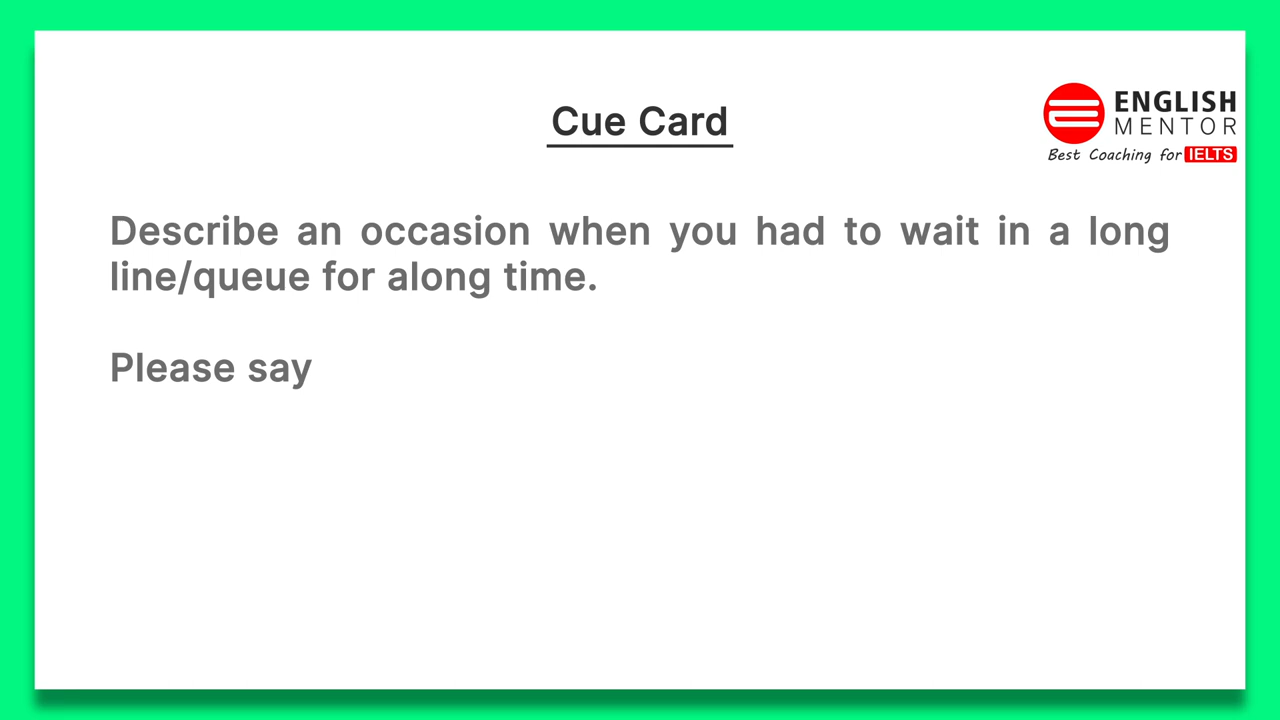 Cue Card
ENGLISH
MENTOR
Best Coaching for IELTS
Describe an occasion when you had to wait in a long
line/queue for along time.
Please say